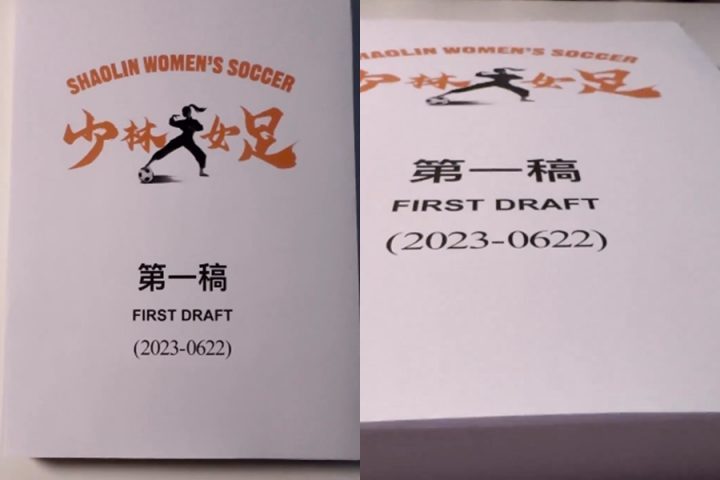 SHAOLIN WOMEN'S SOCCER
少林女足
第一稿
FIRST DRAFT
(2023-0622)
HAOLIN WOMEN'S SOCCER
少林女足
第一稿
FIRST DRAFT
(2023-0622)